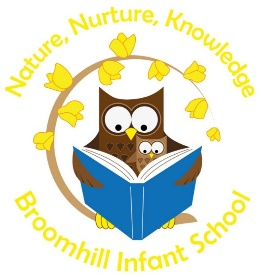 Nature, Nurture, Knowledge
Broomhill Infant School